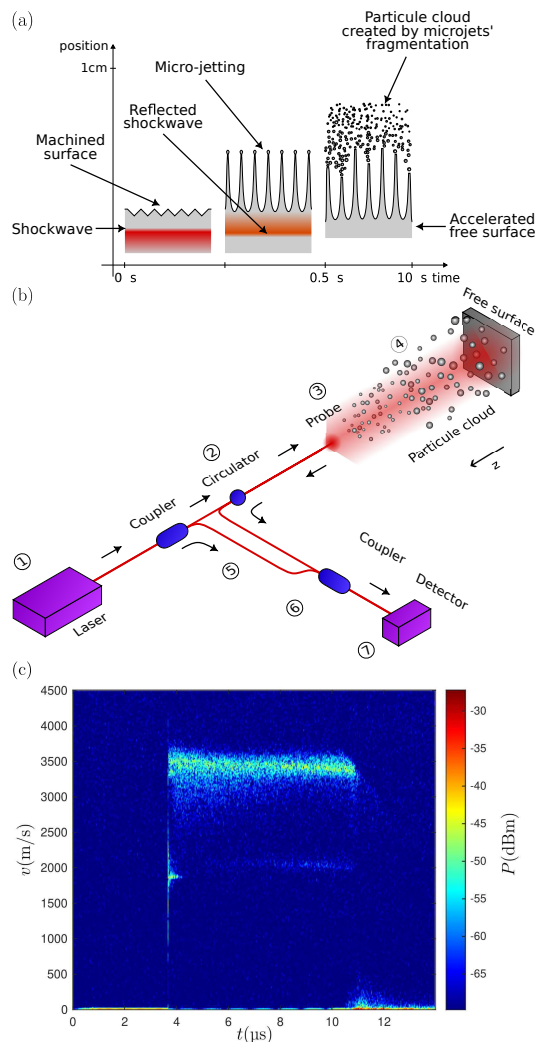 (a)
position
1cm
Particule cloud
created by microjets'
fragmentation
Micro-jetting
Reflected
shockwave
Machined
surface
Shockwave
Accelerated
free surface
0 s
0.5 s
10 s time
(b)
Free surface
4
3
Probe
Particule cloud
z
2
Circulator
Coupler
1
Laser
5
Coupler
6
Detector
7
(c)
4500
4000
3500
3000
2500
2000
1500
1000
500
0
v(m/s)
0 2 4 6 8 10 12
t(μs)
-30
-35
-40
-45
-50
-55
-60
-65
P(dBm)